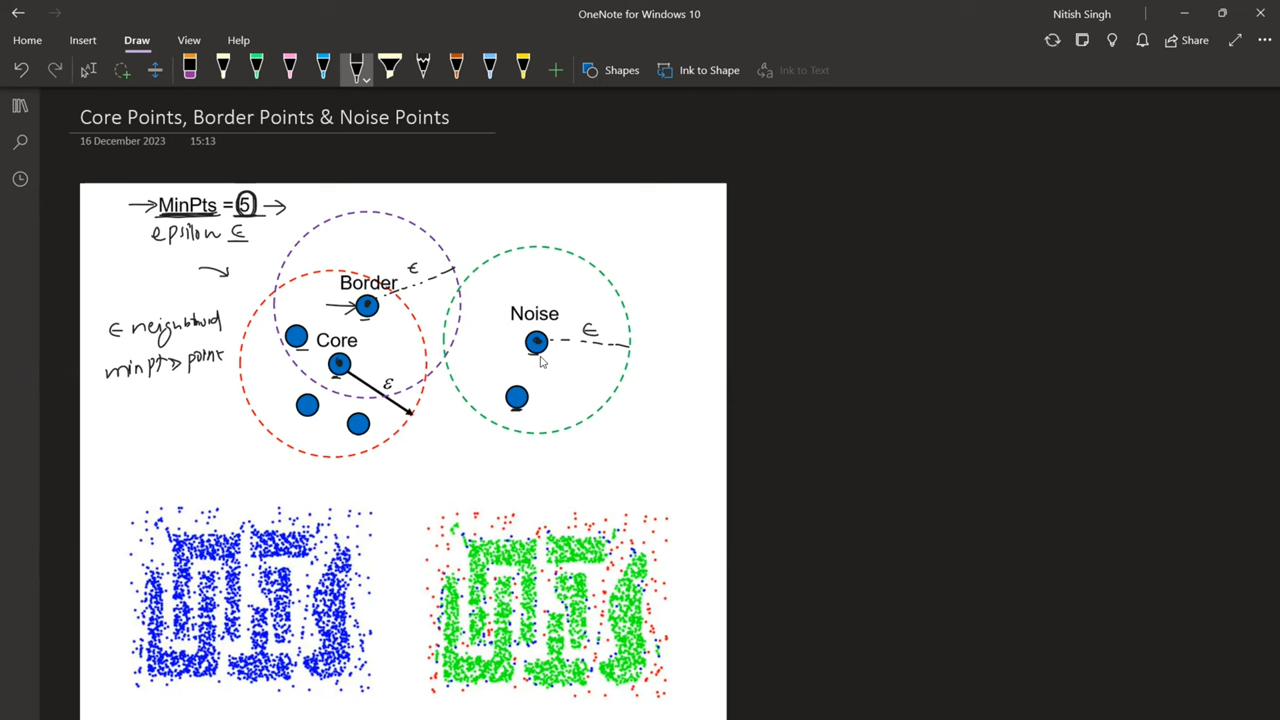 OneNote for Windows 10
Nitish Singh
Home
Insert
Draw
View
Help
Share
Shapes
Ink to Shape
Ink to Text
Core Points, Border Points & Noise Points
16 December 2023 15:13
MinPts = 5
epsilon ϵ
ϵ
Border
Noise
ϵ
ϵ neighbourhood
Core
minpt >> point
ε